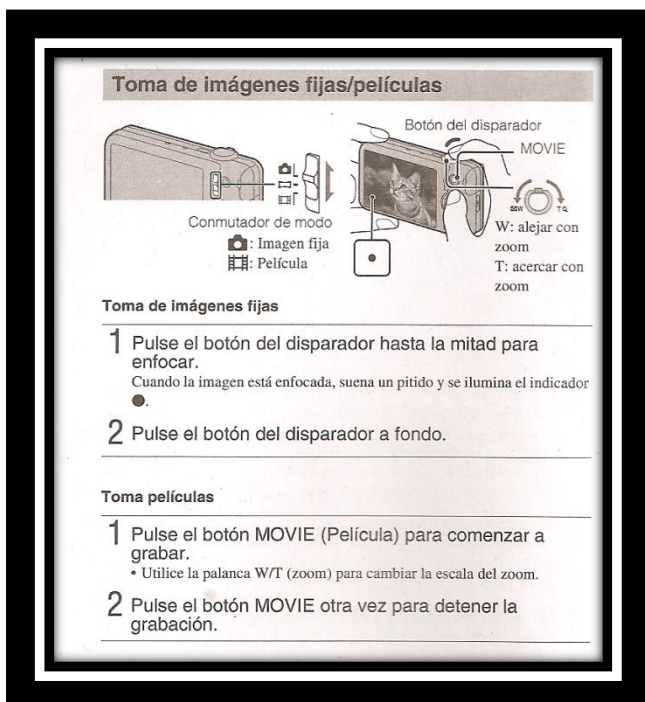 Toma de imágenes fijas/películas
Botón del disparador
MOVIE
Conmutador de modo
: Imagen fija
: Película
W: alejar con
zoom
T: acercar con
zoom
Toma de imágenes fijas
1 Pulse el botón del disparador hasta la mitad para
enfocar.
Cuando la imagen está enfocada, suena un pitido y se ilumina el indicador
●.
2 Pulse el botón del disparador a fondo.
Toma películas
1 Pulse el botón MOVIE (Película) para comenzar a
grabar.
• Utilice la palanca W/T (zoom) para cambiar la escala del zoom.
2 Pulse el botón MOVIE otra vez para detener la
grabación.